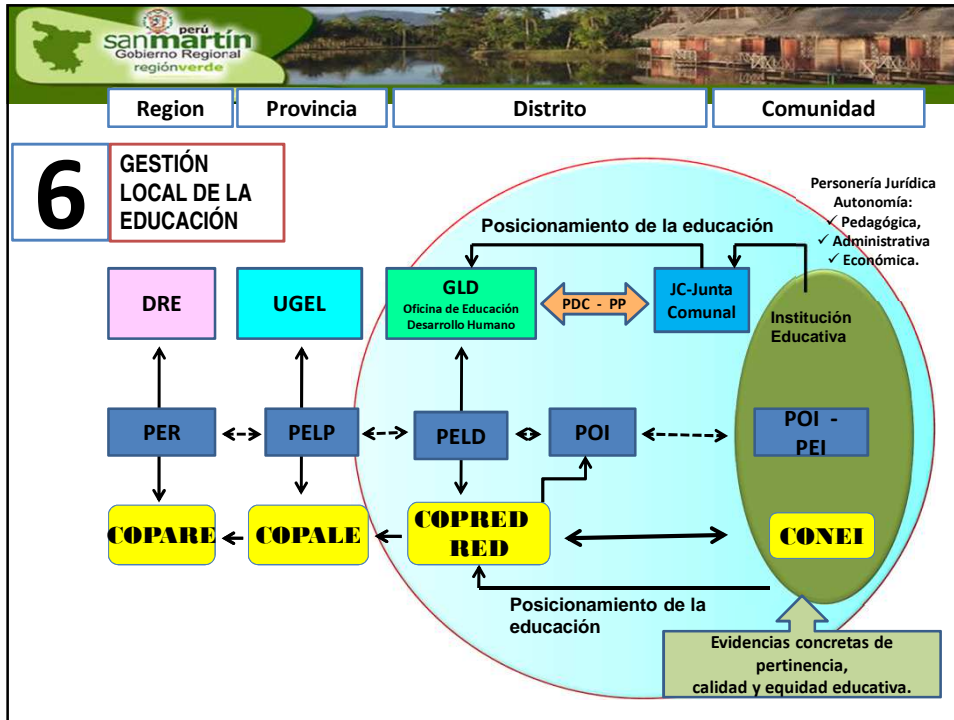 perú
sanmartín
Gobierno Regional
regiónverde
Region
Provincia
Distrito
Comunidad
6
GESTIÓN
LOCAL DE LA
EDUCACIÓN
Personería Jurídica
Autonomía:
✓ Pedagógica,
✓ Administrativa
✓ Económica.
Posicionamiento de la educación
DRE
UGEL
GLD
Oficina de Educación
Desarrollo Humano
PDC - PP
JC-Junta
Comunal
Institución
Educativa
PER
PELP
PELD
POI
POI -
PEI
COPARE
COPALE
COPRED
RED
CONEI
Posicionamiento de la
educación
Evidencias concretas de
pertinencia,
calidad y equidad educativa.